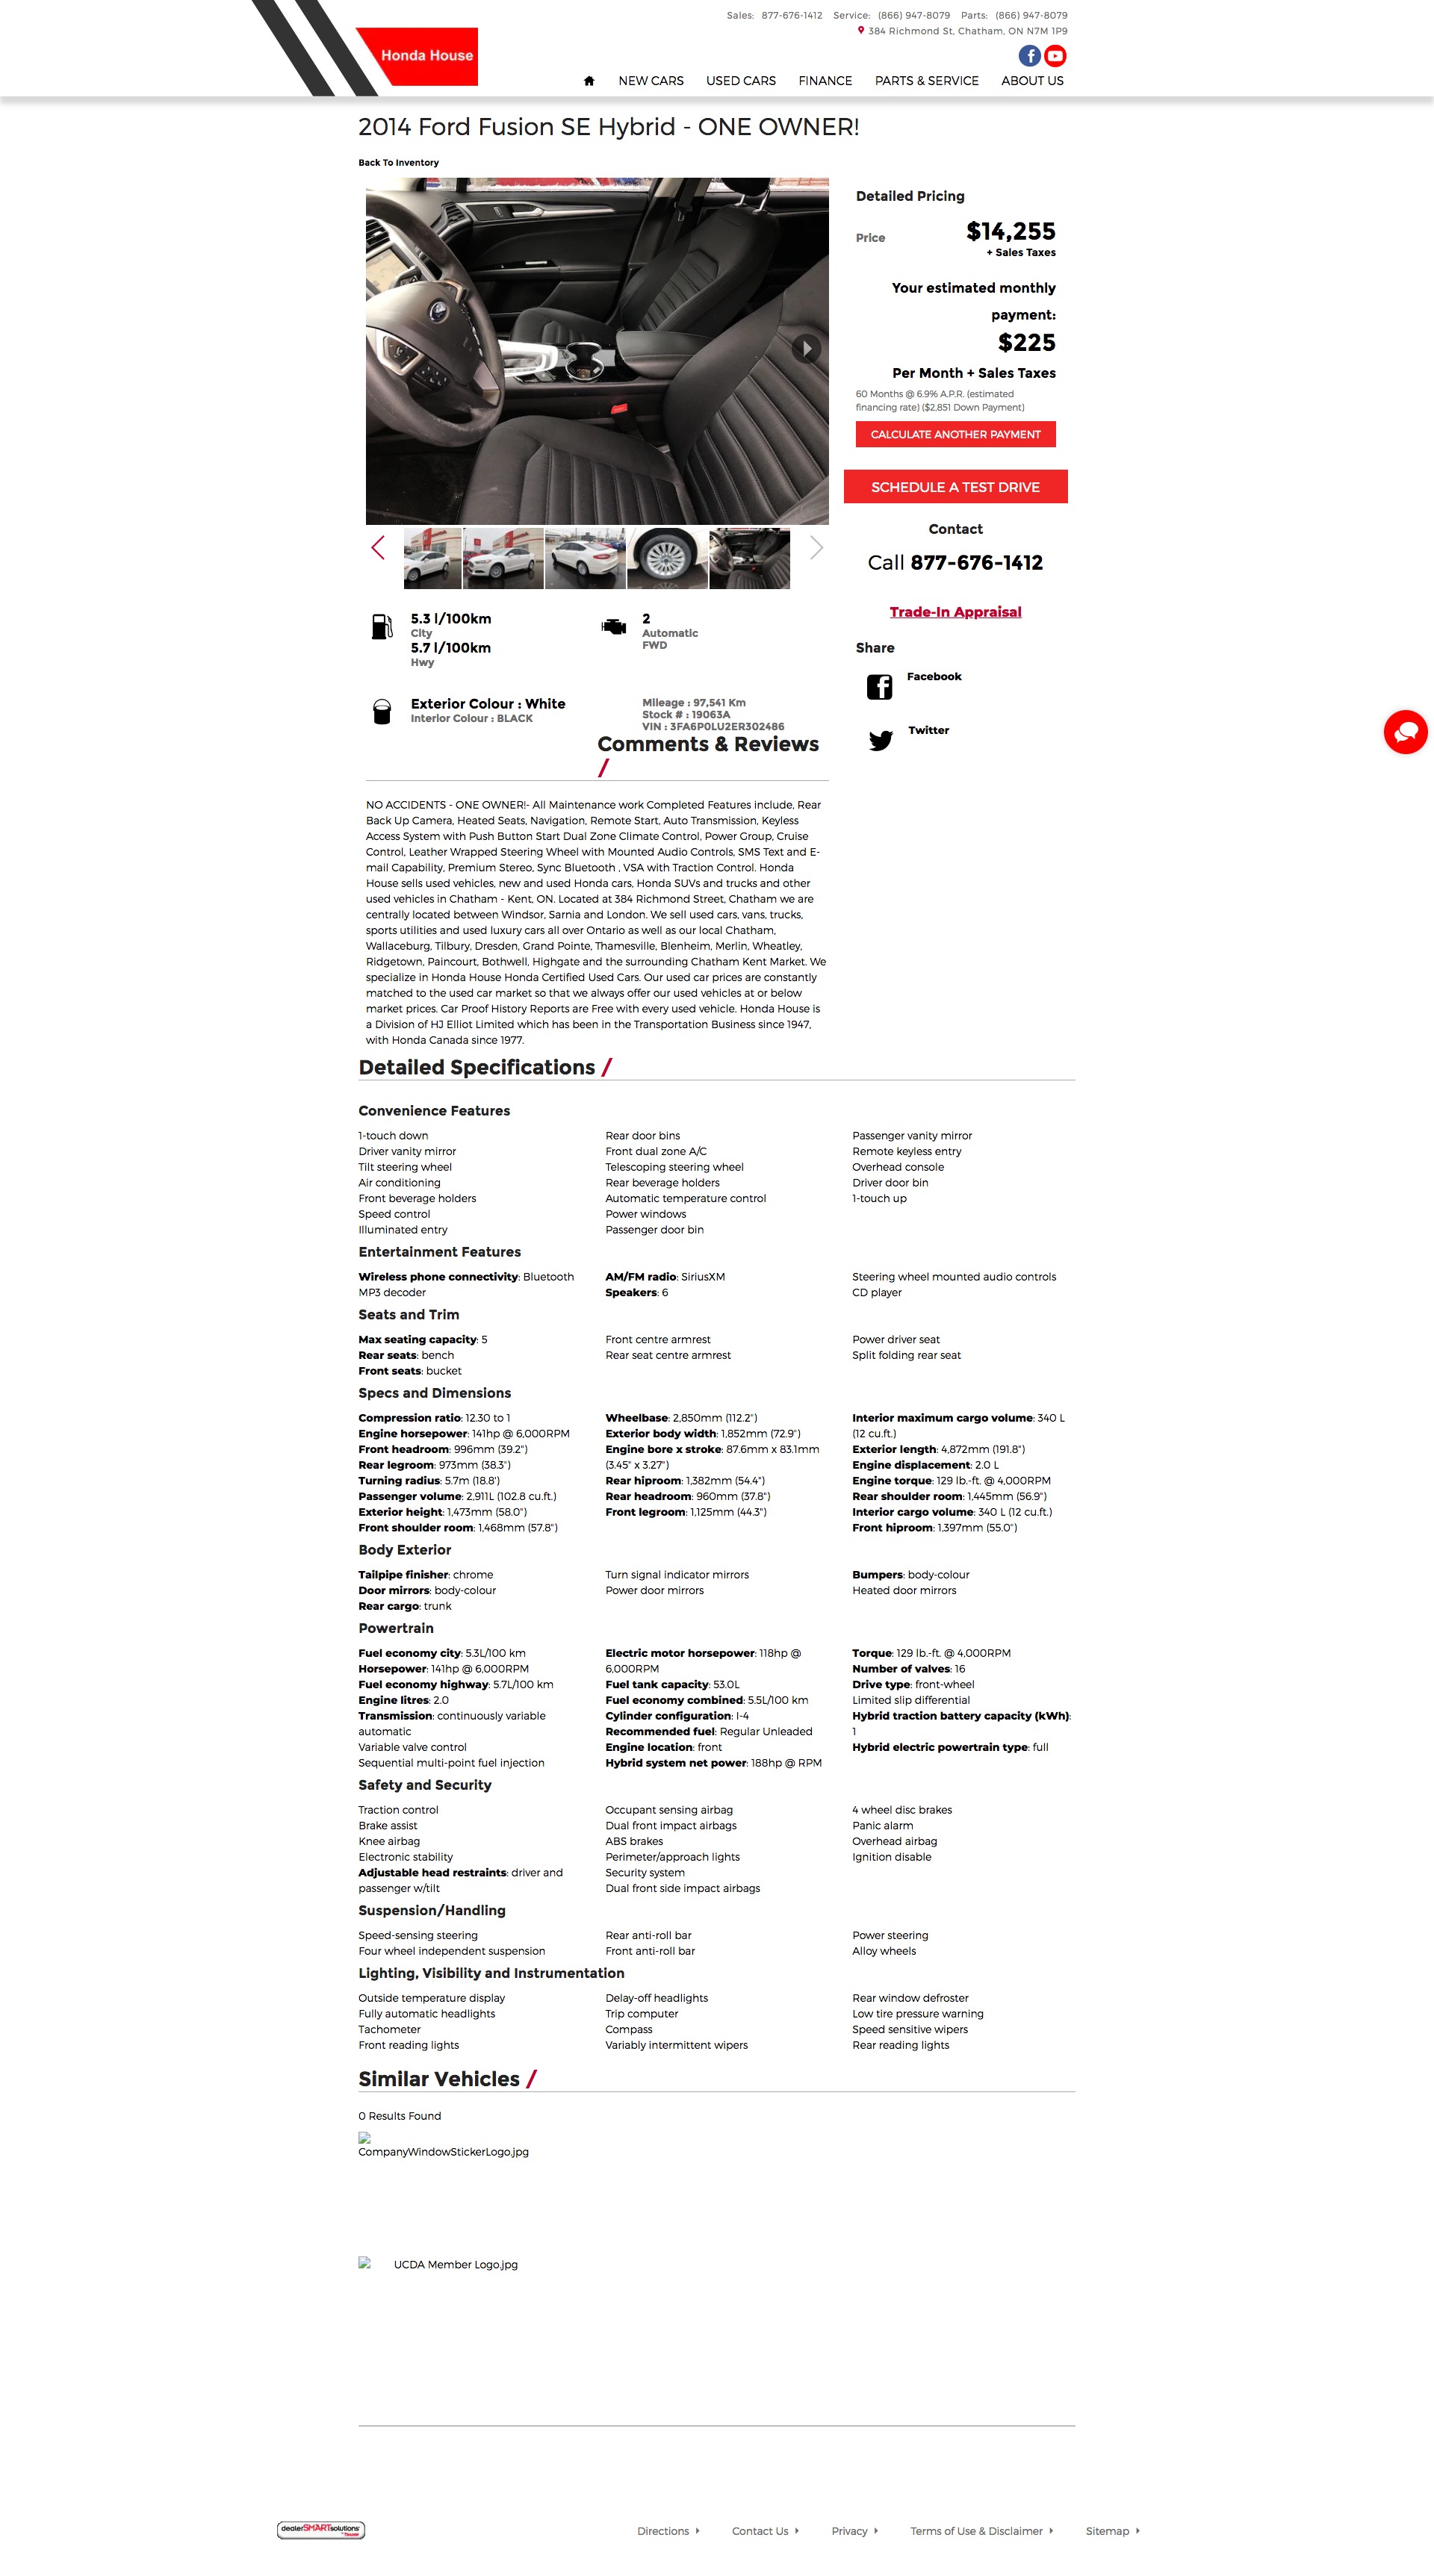 Sales: 877-676-1412 Service: (866) 947-8079 Parts: (866) 947-8079
384 Richmond St, Chatham, ON N7M 1P9
Honda House
NEW CARS USED CARS FINANCE PARTS & SERVICE ABOUT US
2014 Ford Fusion SE Hybrid - ONE OWNER!
Back To Inventory
Detailed Pricing
Price $14,255
+ Sales Taxes
Your estimated monthly
payment:
$225
Per Month + Sales Taxes
60 Months @ 6.9% A.P.R. (estimated
financing rate) ($2,851 Down Payment)
CALCULATE ANOTHER PAYMENT
SCHEDULE A TEST DRIVE
Contact
Call 877-676-1412
Trade-In Appraisal
Share
Facebook
Twitter
5.3 l/100km
City
5.7 l/100km
Hwy
2
Automatic
FWD
Exterior Colour : White
Interior Colour : BLACK
Mileage : 97,541 Km
Stock # : 19063A
VIN : 3FA6P0LU2ER302486
Comments & Reviews
/
NO ACCIDENTS - ONE OWNER!- All Maintenance work Completed Features include, Rear
Back Up Camera, Heated Seats, Navigation, Remote Start, Auto Transmission, Keyless
Access System with Push Button Start Dual Zone Climate Control, Power Group, Cruise
Control, Leather Wrapped Steering Wheel with Mounted Audio Controls, SMS Text and E-
mail Capability, Premium Stereo, Sync Bluetooth , VSA with Traction Control. Honda
House sells used vehicles, new and used Honda cars, Honda SUVs and trucks and other
used vehicles in Chatham - Kent, ON. Located at 384 Richmond Street, Chatham we are
centrally located between Windsor, Sarnia and London. We sell used cars, vans, trucks,
sports utilities and used luxury cars all over Ontario as well as our local Chatham,
Wallaceburg, Tilbury, Dresden, Grand Pointe, Thamesville, Blenheim, Merlin, Wheatley,
Ridgetown, Paincourt, Bothwell, Highgate and the surrounding Chatham Kent Market. We
specialize in Honda House Honda Certified Used Cars. Our used car prices are constantly
matched to the used car market so that we always offer our used vehicles at or below
market prices. Car Proof History Reports are Free with every used vehicle. Honda House is
a Division of HJ Elliot Limited which has been in the Transportation Business since 1947,
with Honda Canada since 1977.
Detailed Specifications /
Convenience Features
1-touch down Rear door bins Passenger vanity mirror
Driver vanity mirror Front dual zone A/C Remote keyless entry
Tilt steering wheel Telescoping steering wheel Overhead console
Air conditioning Rear beverage holders Driver door bin
Front beverage holders Automatic temperature control 1-touch up
Speed control Power windows
Illuminated entry Passenger door bin
Entertainment Features
Wireless phone connectivity: Bluetooth AM/FM radio: SiriusXM Steering wheel mounted audio controls
MP3 decoder Speakers: 6 CD player
Seats and Trim
Max seating capacity: 5 Front centre armrest Power driver seat
Rear seats: bench Rear seat centre armrest Split folding rear seat
Front seats: bucket
Specs and Dimensions
Compression ratio: 12.30 to 1 Wheelbase: 2,850mm (112.2") Interior maximum cargo volume: 340 L
Engine horsepower: 141hp @ 6,000RPM Exterior body width: 1,852mm (72.9") (12 cu.ft.)
Front headroom: 996mm (39.2") Engine bore x stroke: 87.6mm x 83.1mm Exterior length: 4,872mm (191.8")
Rear legroom: 973mm (38.3") (3.45" x 3.27") Engine displacement: 2.0 L
Turning radius: 5.7m (18.8') Rear hiproom: 1,382mm (54.4") Engine torque: 129 lb.-ft. @ 4,000RPM
Passenger volume: 2,911L (102.8 cu.ft.) Rear headroom: 960mm (37.8") Rear shoulder room: 1,445mm (56.9")
Exterior height: 1,473mm (58.0") Front legroom: 1,125mm (44.3") Interior cargo volume: 340 L (12 cu.ft.)
Front shoulder room: 1,468mm (57.8") Front hiproom: 1,397mm (55.0")
Body Exterior
Tailpipe finisher: chrome Turn signal indicator mirrors Bumpers: body-colour
Door mirrors: body-colour Power door mirrors Heated door mirrors
Rear cargo: trunk
Powertrain
Fuel economy city: 5.3L/100 km Electric motor horsepower: 118hp @ Torque: 129 lb.-ft. @ 4,000RPM
Horsepower: 141hp @ 6,000RPM 6,000RPM Number of valves: 16
Fuel economy highway: 5.7L/100 km Fuel tank capacity: 53.0L Drive type: front-wheel
Engine litres: 2.0 Fuel economy combined: 5.5L/100 km Limited slip differential
Transmission: continuously variable Cylinder configuration: I-4 Hybrid traction battery capacity (kWh):
automatic Recommended fuel: Regular Unleaded 1
Variable valve control Engine location: front Hybrid electric powertrain type: full
Sequential multi-point fuel injection Hybrid system net power: 188hp @ RPM
Safety and Security
Traction control Occupant sensing airbag 4 wheel disc brakes
Brake assist Dual front impact airbags Panic alarm
Knee airbag ABS brakes Overhead airbag
Electronic stability Perimeter/approach lights Ignition disable
Adjustable head restraints: driver and Security system
passenger w/tilt Dual front side impact airbags
Suspension/Handling
Speed-sensing steering Rear anti-roll bar Power steering
Four wheel independent suspension Front anti-roll bar Alloy wheels
Lighting, Visibility and Instrumentation
Outside temperature display Delay-off headlights Rear window defroster
Fully automatic headlights Trip computer Low tire pressure warning
Tachometer Compass Speed sensitive wipers
Front reading lights Variably intermittent wipers Rear reading lights
Similar Vehicles /
0 Results Found
CompanyWindowStickerLogo.jpg
UCDA Member Logo.jpg
dealerSMARTsolutions
Directions Contact Us Privacy Terms of Use & Disclaimer Sitemap